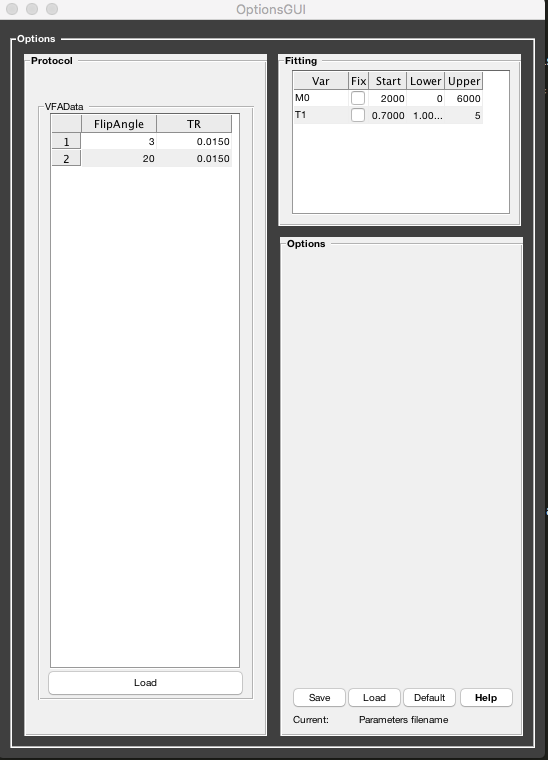 OptionsGUI
Options
Protocol
VFAData
FlipAngle TR
1 3 0.0150
2 20 0.0150
Load
Fitting
Var Fix Start Lower Upper
M0 2000 0 6000
T1 0.7000 1.00... 5
Options
Save Load Default Help
Current: Parameters filename